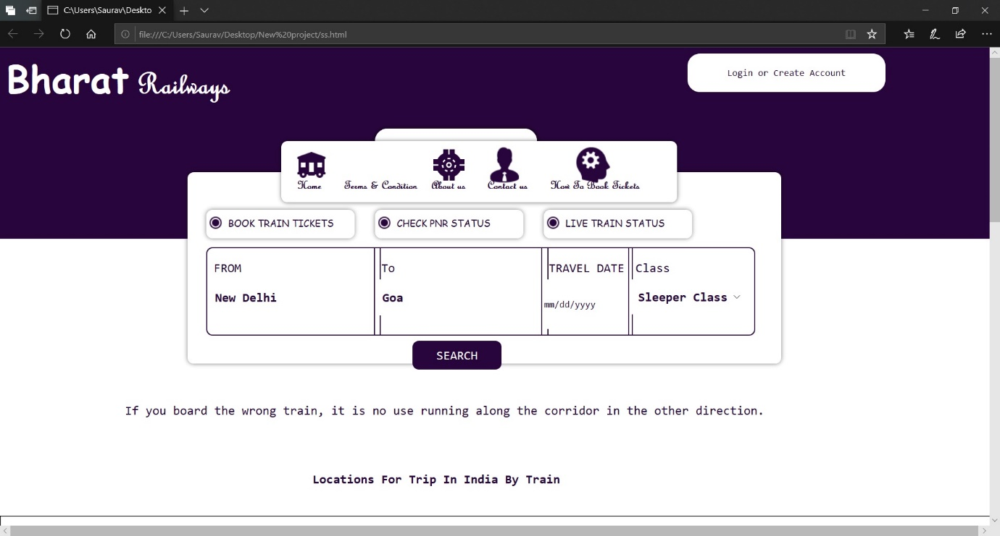 C:\Users\Saurav\Deskto
file:///C:/Users/Saurav/Desktop/New%20project/ss.html
Bharat Railways
Login or Create Account
Home Terms & Condition About us Contact us How To Book Tickets
BOOK TRAIN TICKETS CHECK PNR STATUS LIVE TRAIN STATUS
FROM To TRAVEL DATE Class
New Delhi Goa mm/dd/yyyy Sleeper Class
SEARCH
If you board the wrong train, it is no use running along the corridor in the other direction.
Locations For Trip In India By Train